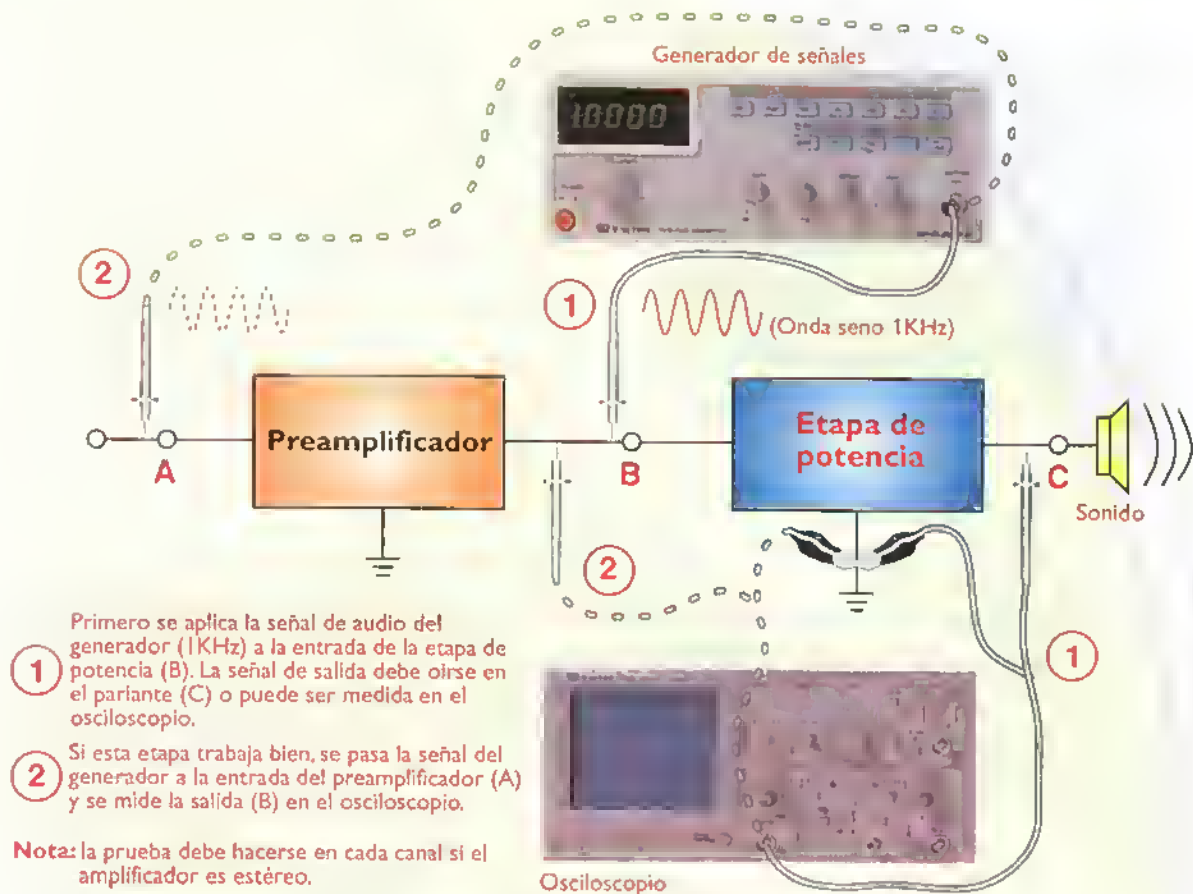 Generador de señales
1.0000
2
1
(Onda seno 1KHz)
Preamplificador
Etapa de
potencia
A
B
C
Sonido
2
1
1
Primero se aplica la señal de audio del
generador (1KHz) a la entrada de la etapa de
potencia (B). La señal de salida debe oirse en
el parlante (C) o puede ser medida en el
osciloscopio.
2
Si esta etapa trabaja bien, se pasa la señal del
generador a la entrada del preamplificador (A)
y se mide la salida (B) en el osciloscopio.
Nota: la prueba debe hacerse en cada canal si el
amplificador es estéreo.
Osciloscopio